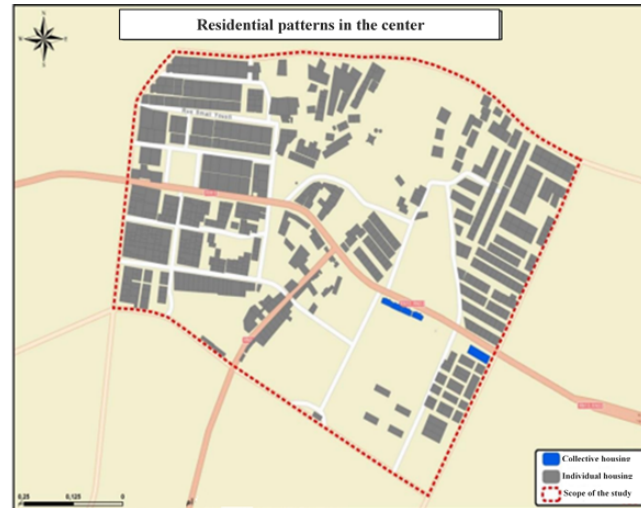 Residential patterns in the center
N
W
E
S
Collective housing
Individual housing
Scope of the study
0,25
0,125
0